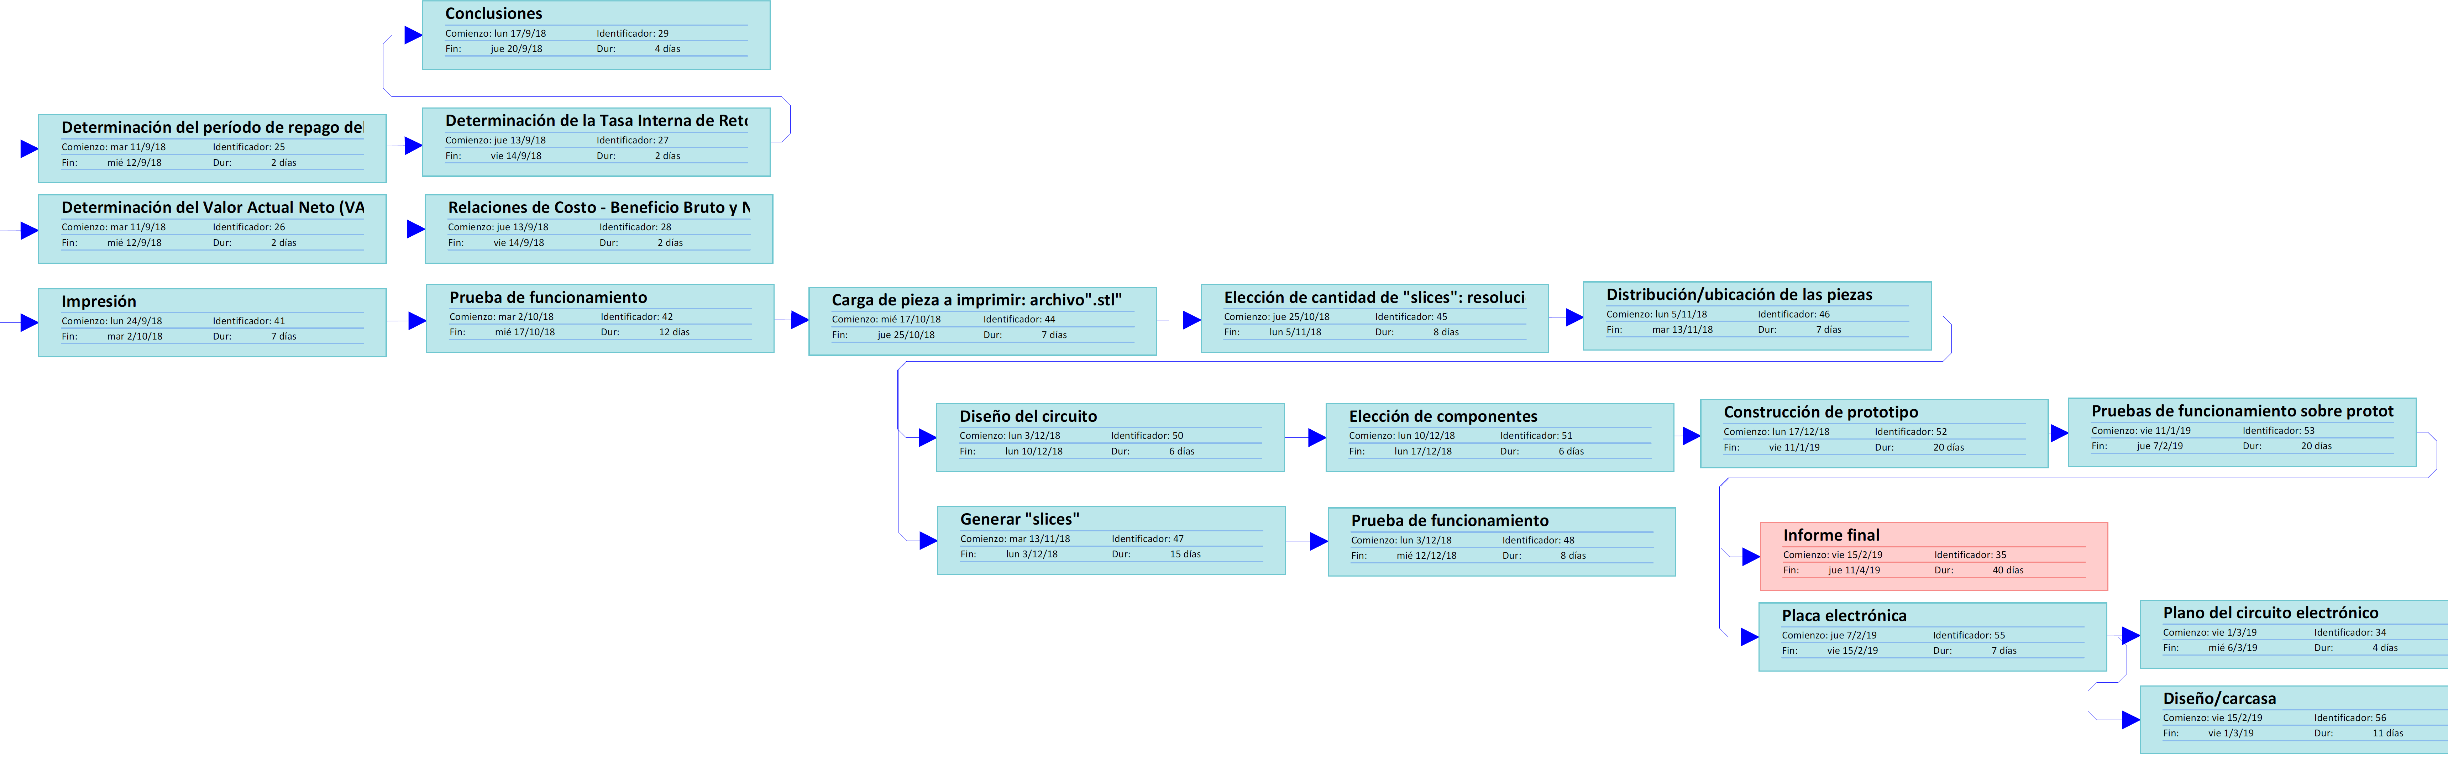 Conclusiones
Comienzo: lun 17/9/18 Identificador: 29
Fin: jue 20/9/18 Dur: 4 días
Determinación del período de repago del
Comienzo: mar 11/9/18 Identificador: 25
Fin: mié 12/9/18 Dur: 2 días
Determinación de la Tasa Interna de Reto
Comienzo: jue 13/9/18 Identificador: 27
Fin: vie 14/9/18 Dur: 2 días
Determinación del Valor Actual Neto (VA
Comienzo: mar 11/9/18 Identificador: 26
Fin: mié 12/9/18 Dur: 2 días
Relaciones de Costo - Beneficio Bruto y N
Comienzo: jue 13/9/18 Identificador: 28
Fin: vie 14/9/18 Dur: 2 días
Impresión
Comienzo: lun 24/9/18 Identificador: 41
Fin: mar 2/10/18 Dur: 7 días
Prueba de funcionamiento
Comienzo: mar 2/10/18 Identificador: 42
Fin: mié 17/10/18 Dur: 12 días
Carga de pieza a imprimir: archivo".stl"
Comienzo: mié 17/10/18 Identificador: 44
Fin: jue 25/10/18 Dur: 7 días
Elección de cantidad de "slices": resoluci
Comienzo: jue 25/10/18 Identificador: 45
Fin: lun 5/11/18 Dur: 8 días
Distribución/ubicación de las piezas
Comienzo: lun 5/11/18 Identificador: 46
Fin: mar 13/11/18 Dur: 7 días
Diseño del circuito
Comienzo: lun 3/12/18 Identificador: 50
Fin: lun 10/12/18 Dur: 6 días
Elección de componentes
Comienzo: lun 10/12/18 Identificador: 51
Fin: lun 17/12/18 Dur: 6 días
Construcción de prototipo
Comienzo: lun 17/12/18 Identificador: 52
Fin: vie 11/1/19 Dur: 20 días
Pruebas de funcionamiento sobre protot
Comienzo: vie 11/1/19 Identificador: 53
Fin: jue 7/2/19 Dur: 20 días
Generar "slices"
Comienzo: mar 13/11/18 Identificador: 47
Fin: lun 3/12/18 Dur: 15 días
Prueba de funcionamiento
Comienzo: lun 3/12/18 Identificador: 48
Fin: mié 12/12/18 Dur: 8 días
Informe final
Comienzo: vie 15/2/19 Identificador: 35
Fin: jue 11/4/19 Dur: 40 días
Placa electrónica
Comienzo: jue 7/2/19 Identificador: 55
Fin: vie 15/2/19 Dur: 7 días
Plano del circuito electrónico
Comienzo: vie 1/3/19 Identificador: 34
Fin: mié 6/3/19 Dur: 4 días
Diseño/carcasa
Comienzo: vie 15/2/19 Identificador: 56
Fin: vie 1/3/19 Dur: 11 días